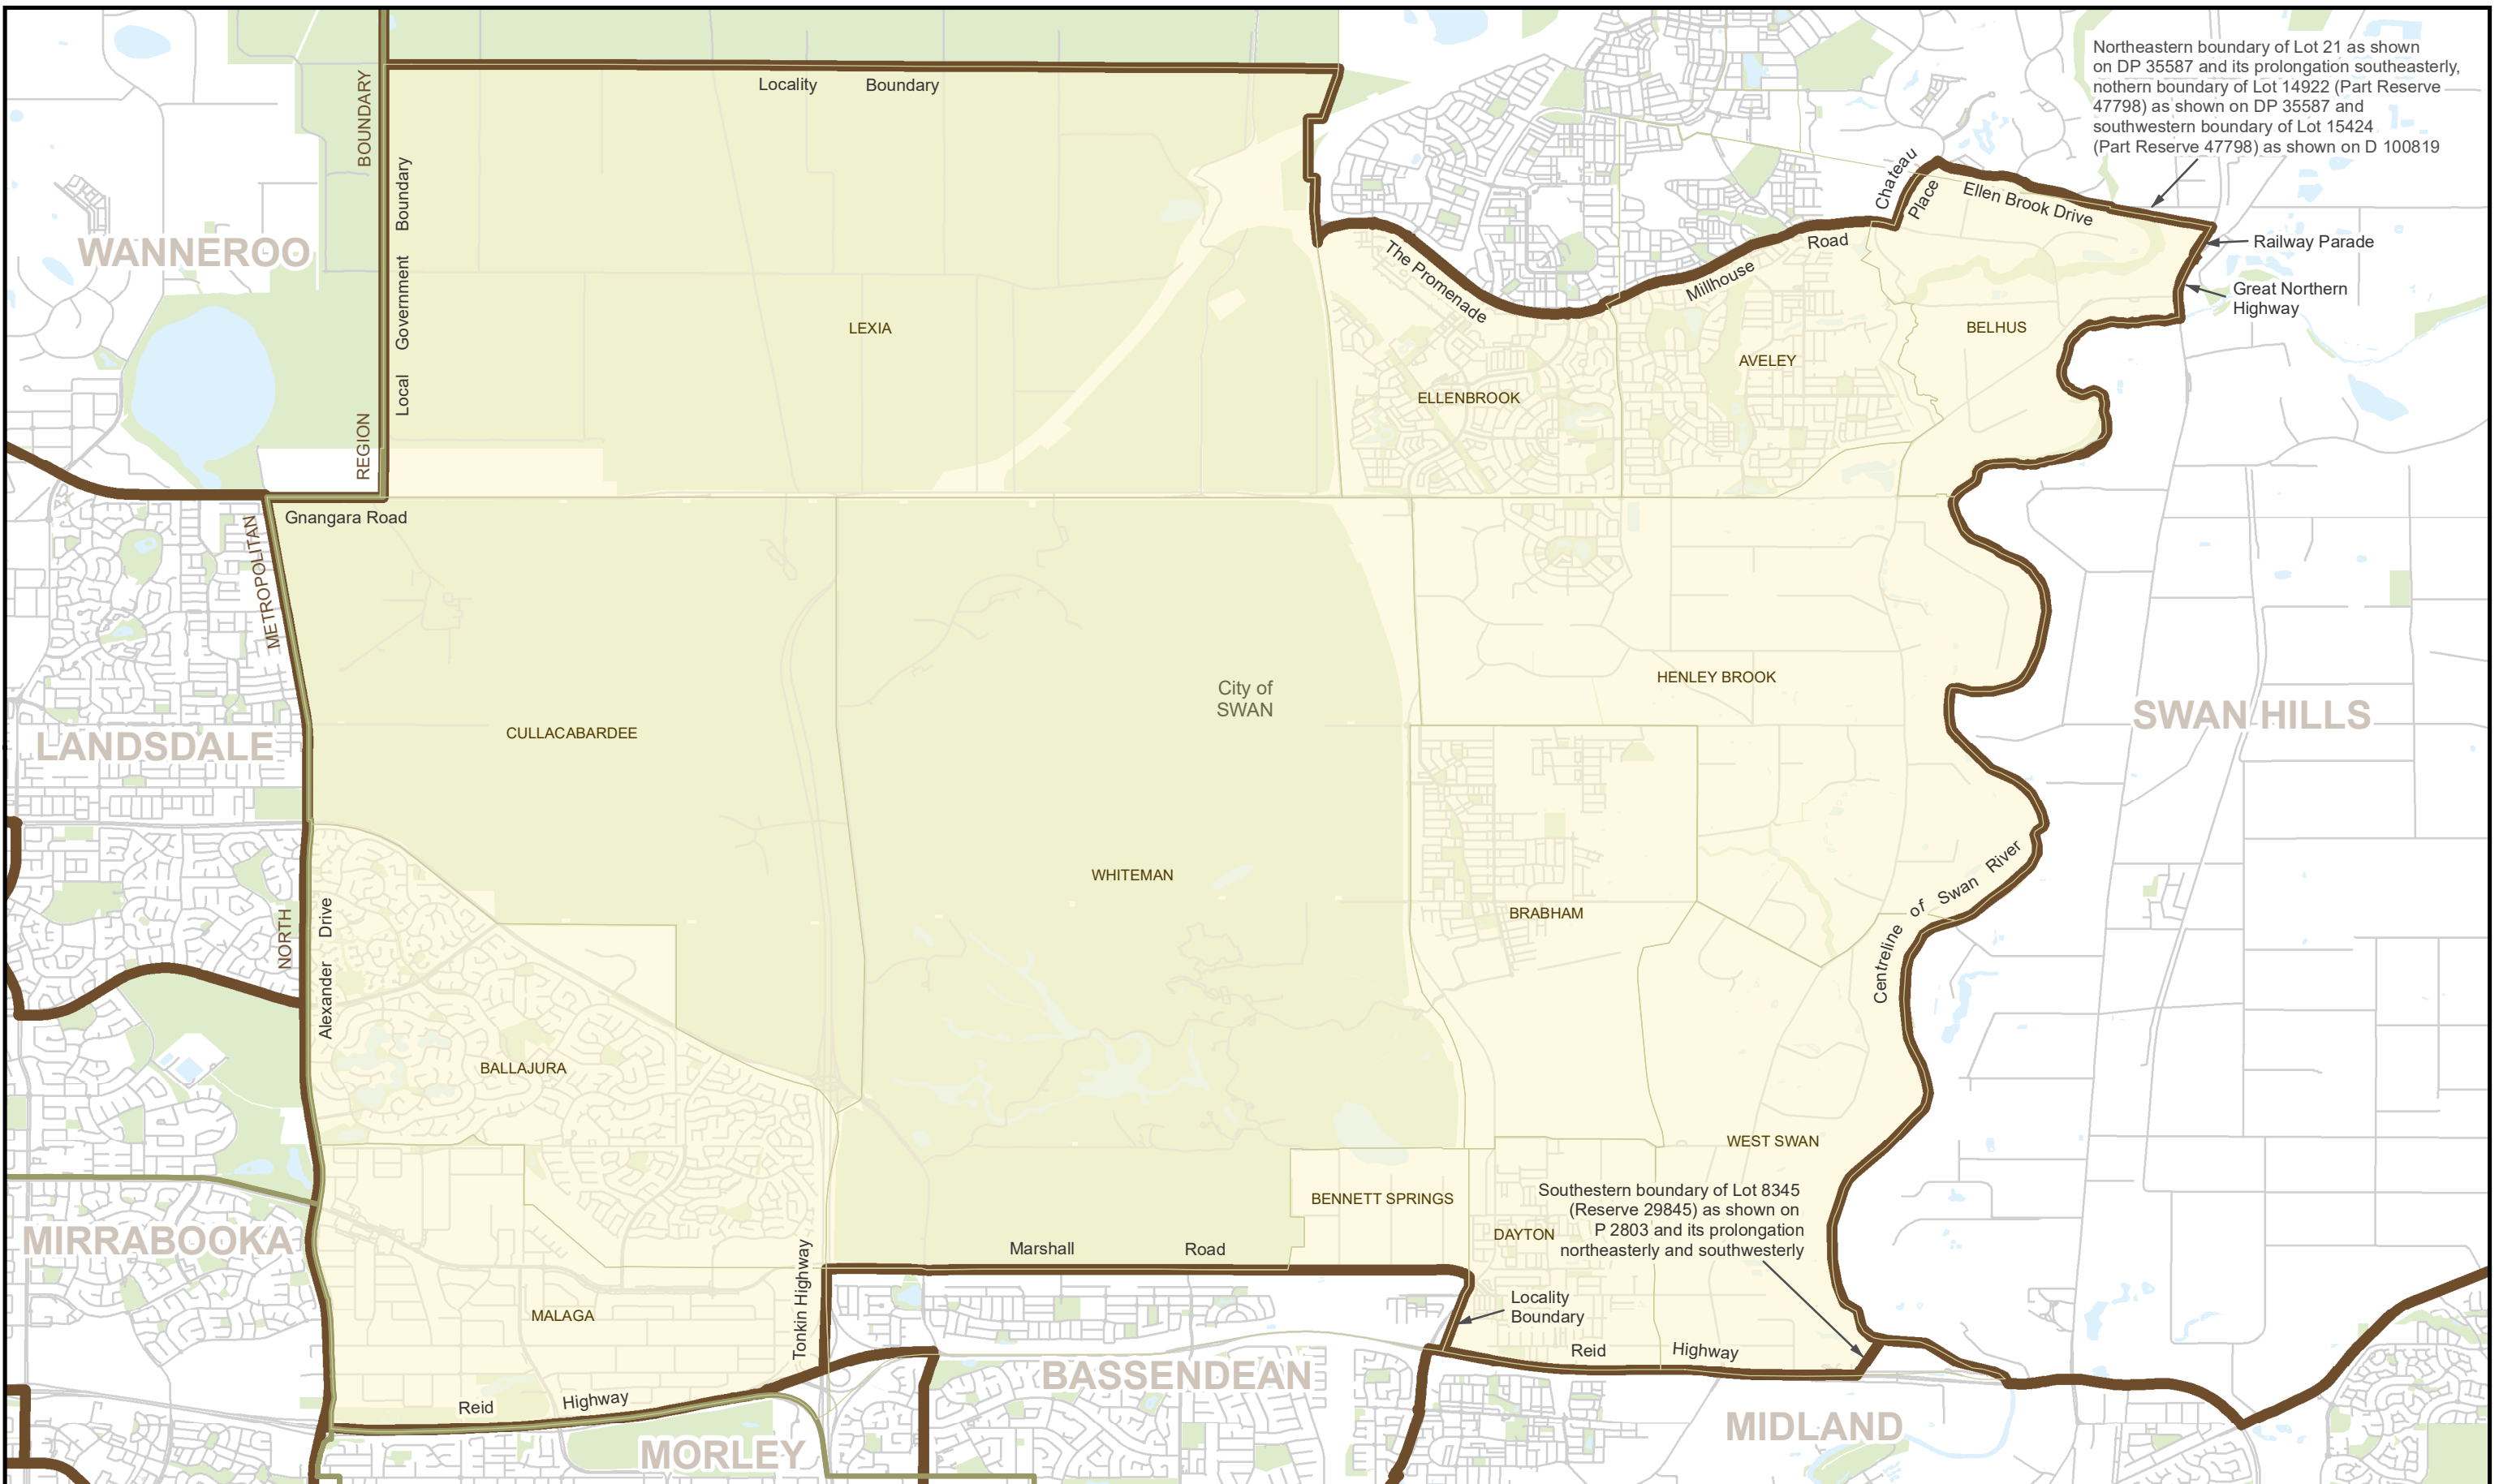 Northeastern boundary of Lot 21 as shown
on DP 35587 and its prolongation southeasterly,
nothern boundary of Lot 14922 (Part Reserve
47798) as shown on DP 35587 and
southwestern boundary of Lot 15424
(Part Reserve 47798) as shown on D 100819
Locality Boundary
BOUNDARY
REGION
METROPOLITAN
NORTH
Local Government Boundary
Chateau
Place
Ellen Brook Drive
Railway Parade
Great Northern
Highway
WANNEROO
The Promenade
Millhouse Road
LEXIA
BELHUS
AVELEY
ELLENBROOK
Gnangara Road
HENLEY BROOK
City of
SWAN
SWAN HILLS
CULLACABARDEE
LANDSDALE
WHITEMAN
BRABHAM
Centreline of Swan River
Alexander Drive
BALLAJURA
WEST SWAN
BENNETT SPRINGS
Southestern boundary of Lot 8345
(Reserve 29845) as shown on
P 2803 and its prolongation
northeasterly and southwesterly
DAYTON
MIRRABOOKA
Marshall Road
Tonkin Highway
MALAGA
Locality
Boundary
Reid Highway
BASSENDEAN
Reid Highway
MIDLAND
MORLEY